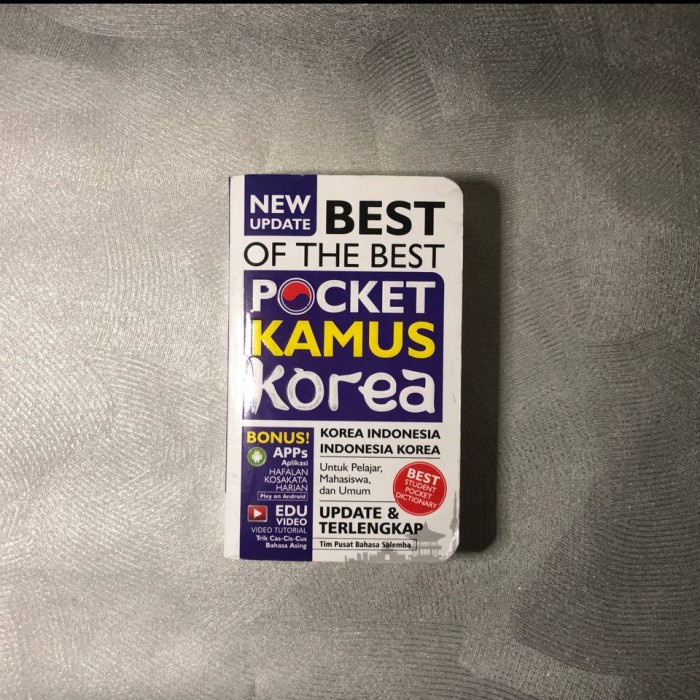 NEW
UPDATE
BEST
OF THE BEST
POCKET
KAMUS
Korea
BONUS!
APPs
Aplikasi
HAFALAN
KOSAKATA
HARIAN
Play on Android
EDU
VIDEO
VIDEO TUTORIAL
Trik Cas-Cis-Cus
Bahasa Asing
KOREA INDONESIA
INDONESIA KOREA
Untuk Pelajar,
Mahasiswa,
dan Umum
BEST
STUDENT
POCKET
DICTIONARY
UPDATE &
TERLENGKAP
Tim Pusat Bahasa Salemba